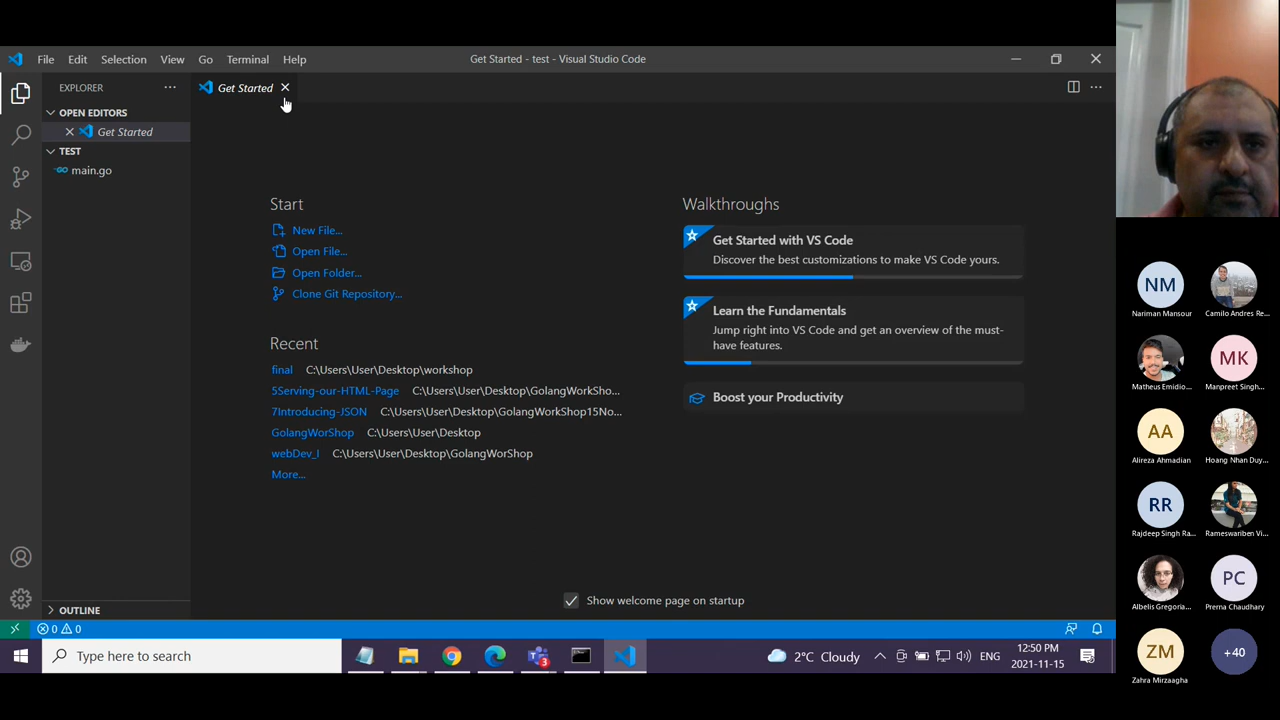 File Edit Selection View Go Terminal Help
Get Started - test - Visual Studio Code
EXPLORER
Get Started
OPEN EDITORS
Get Started
TEST
main.go
Start
New File...
Open File...
Open Folder...
Clone Git Repository...
Recent
final C:\Users\User\Desktop\workshop
5Serving-our-HTML-Page C:\Users\User\Desktop\GolangWorkSho...
7Introducing-JSON C:\Users\User\Desktop\GolangWorkShop15No...
GolangWorShop C:\Users\User\Desktop
webDev_I C:\Users\User\Desktop\GolangWorShop
More...
Walkthroughs
Get Started with VS Code
Discover the best customizations to make VS Code yours.
Learn the Fundamentals
Jump right into VS Code and get an overview of the must-
have features.
Boost your Productivity
Show welcome page on startup
OUTLINE
0 0
Type here to search
3
2°C Cloudy
ENG
12:50 PM
2021-11-15
NM
Nariman Mansour
Camilo Andres Re...
Matheus Emidio...
MK
Manpreet Singh...
AA
Alireza Ahmadian
Hoang Nhan Duy...
RR
Rajdeep Singh Ra...
Rameswariben Vi...
Albelis Gregoria...
PC
Prerna Chaudhary
ZM
Zahra Mirzaagha
+40